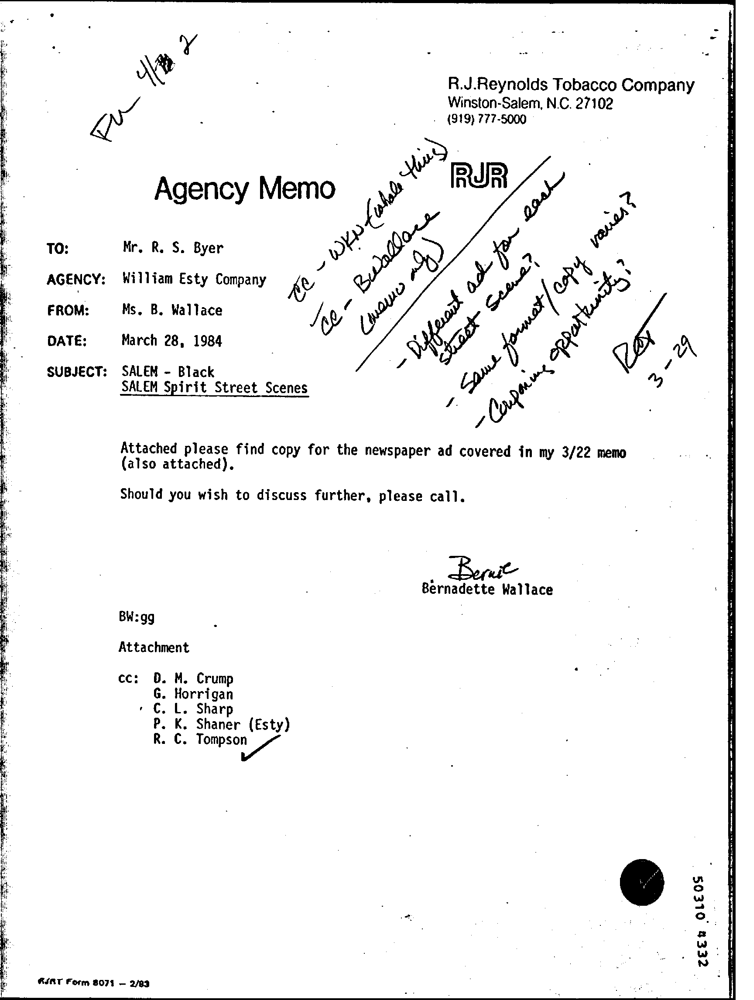 FU 4/2
R.J.Reynolds Tobacco Company
Winston-Salem, N.C. 27102
(919) 777-5000
RJR
Agency Memo
cc - WKN (whole thing)
cc - BWallace
(memo only)
- Different ad for each
street scene?
- Same format/copy varies?
- Couponing opportunity?
RCT
3-29
TO: Mr. R. S. Byer
AGENCY: William Esty Company
FROM: Ms. B. Wallace
DATE: March 28, 1984
SUBJECT: SALEM - Black
SALEM Spirit Street Scenes
Attached please find copy for the newspaper ad covered in my 3/22 memo
(also attached).
Should you wish to discuss further, please call.
Bernie
Bernadette Wallace
BW:gg
Attachment
cc: D. M. Crump
G. Horrigan
C. L. Sharp
P. K. Shaner (Esty)
R. C. Tompson
50310 4332
RJRT Form 8071 – 2/83